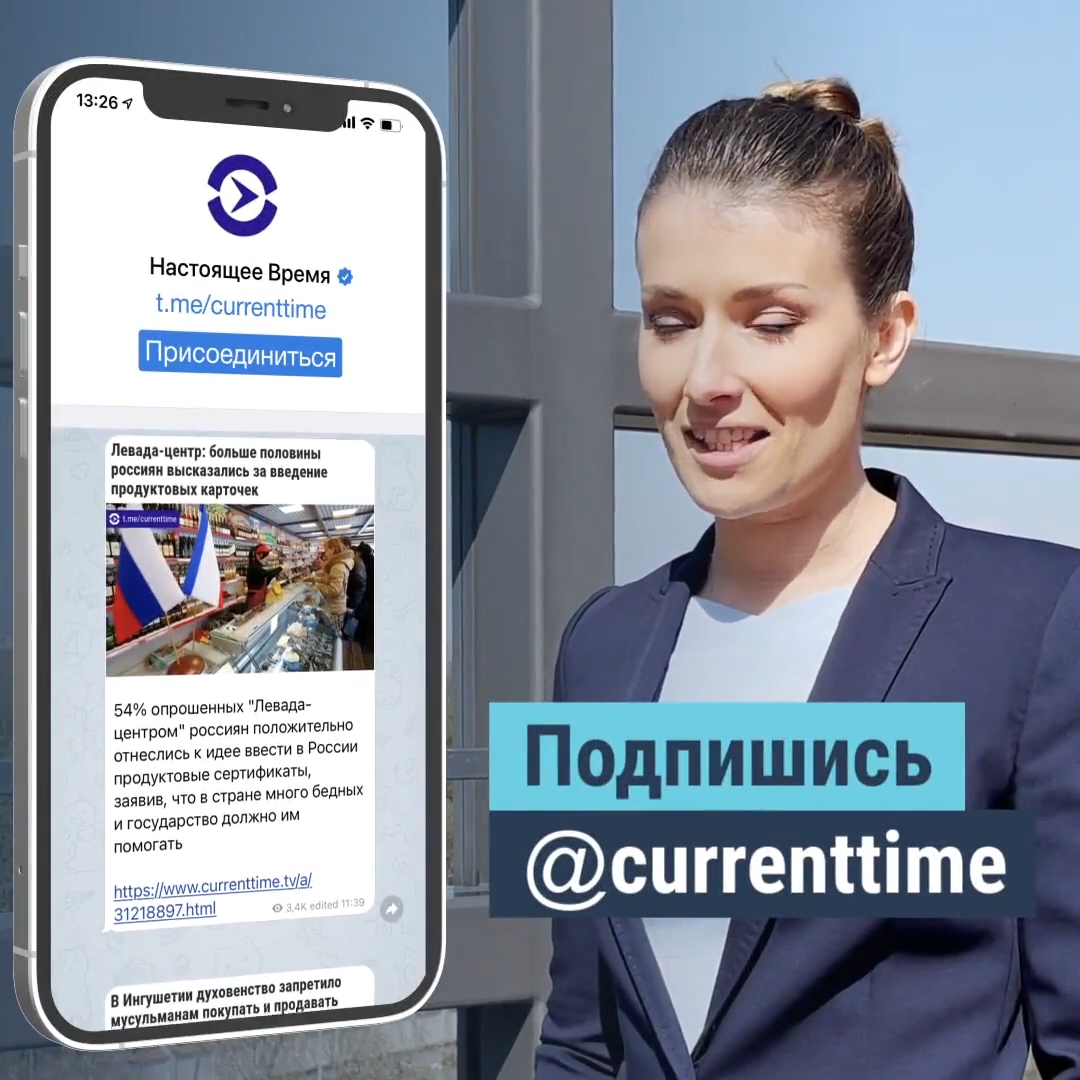 13:26
Настоящее Время
t.me/currenttime
Присоединиться
Левада-центр: больше половины
россиян высказались за введение
продуктовых карточек
t.me/currenttime
54% опрошенных "Левада-
центром" россиян положительно
отнеслись к идее ввести в России
продуктовые сертификаты,
заявив, что в стране много бедных
и государство должно им
помогать
https://www.currenttime.tv/a/
31218897.html
3,4K edited 11:39
В Ингушетии духовенство запретило
мусульманам покупать и продавать
Подпишись
@currenttime